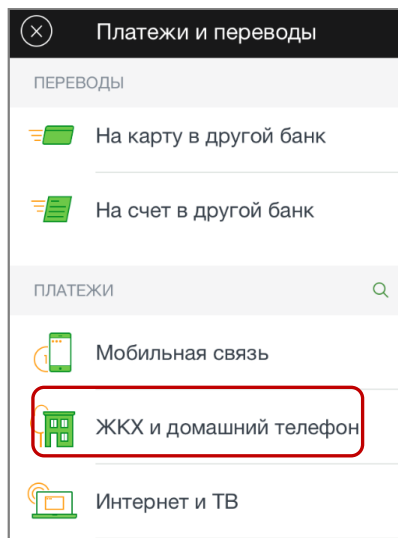 Платежи и переводы
ПЕРЕВОДЫ
На карту в другой банк
На счет в другой банк
ПЛАТЕЖИ
Мобильная связь
ЖКХ и домашний телефон
Интернет и ТВ